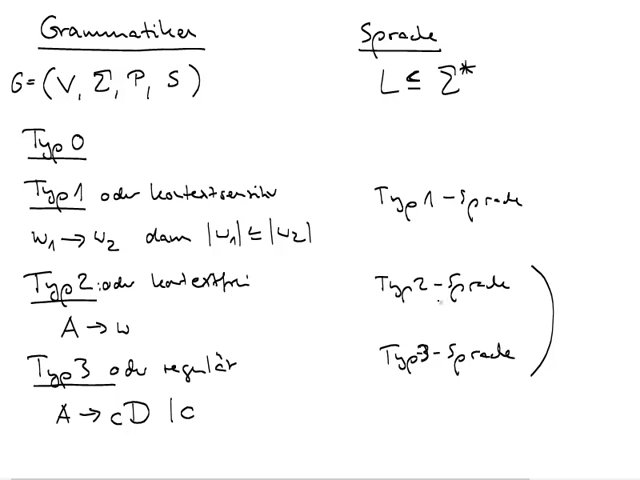 Grammatiken
Sprache
G=(V, Σ, P, S)
L ⊆ Σ*
Typ 0
Typ 1 oder kontextsensitiv
Typ 1 - Sprache
w₁ → w₂ dann |w₁| ≤ |w₂|
Typ 2 oder kontextfrei
Typ 2 - Sprache
A → w
Typ 3 oder regulär
Typ 3 - Sprache
A → cD | c